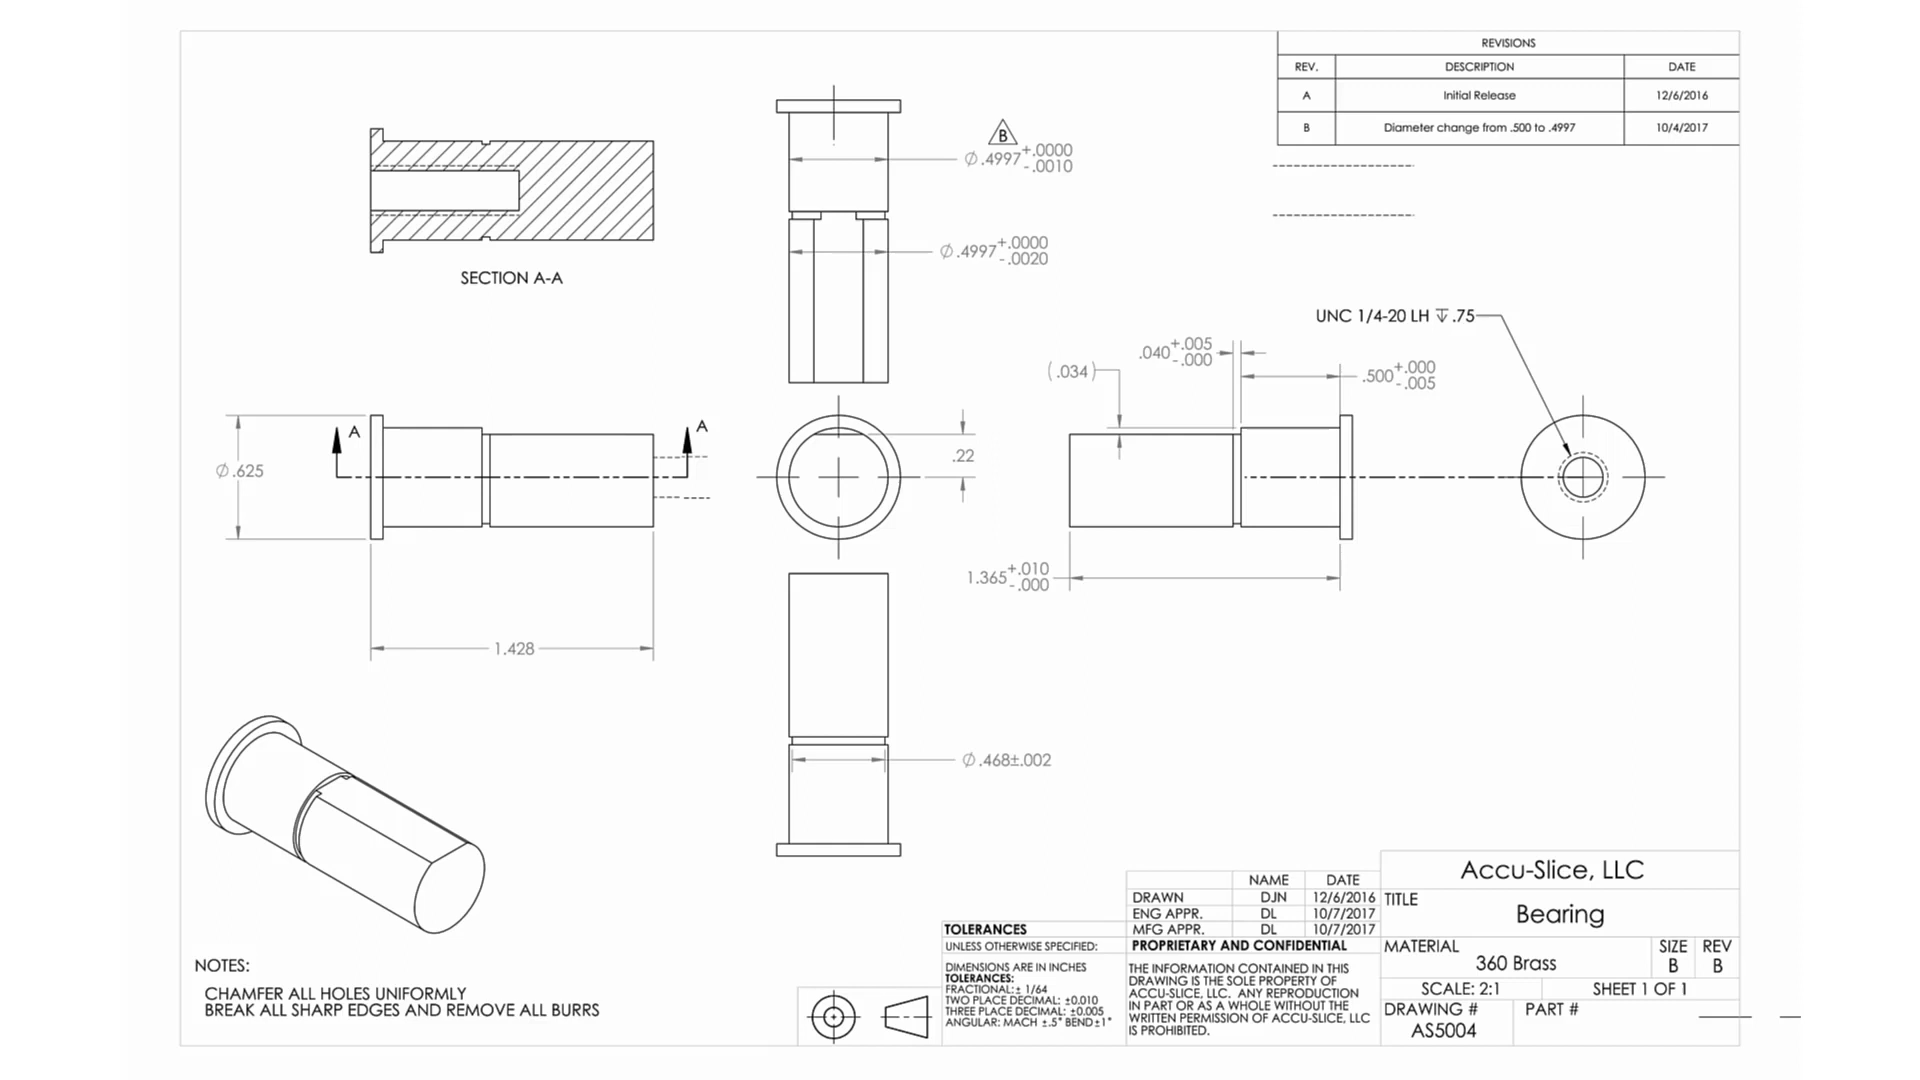 REVISIONS
REV. DESCRIPTION DATE
A Initial Release 12/6/2016
B Diameter change from .500 to .4997 10/4/2017
B
∅.4997 +.0000 -.0010
∅.4997 +.0000 -.0020
SECTION A-A
UNC 1/4-20 LH ↧ .75
.040 +.005 -.000
(.034)
.500 +.000 -.005
A A
∅.625
.22
1.365 +.010 -.000
1.428
∅.468±.002
NOTES:
CHAMFER ALL HOLES UNIFORMLY
BREAK ALL SHARP EDGES AND REMOVE ALL BURRS
TOLERANCES
UNLESS OTHERWISE SPECIFIED:
DIMENSIONS ARE IN INCHES
TOLERANCES:
FRACTIONAL:± 1/64
TWO PLACE DECIMAL: ±0.010
THREE PLACE DECIMAL: ±0.005
ANGULAR: MACH ±.5° BEND±1°
NAME DATE
DRAWN DJN 12/6/2016
ENG APPR. DL 10/7/2017
MFG APPR. DL 10/7/2017
PROPRIETARY AND CONFIDENTIAL
THE INFORMATION CONTAINED IN THIS
DRAWING IS THE SOLE PROPERTY OF
ACCU-SLICE, LLC. ANY REPRODUCTION
IN PART OR AS A WHOLE WITHOUT THE
WRITTEN PERMISSION OF ACCU-SLICE, LLC
IS PROHIBITED.
Accu-Slice, LLC
TITLE
Bearing
MATERIAL
360 Brass
SIZE REV
B B
SCALE: 2:1 SHEET 1 OF 1
DRAWING # PART #
AS5004